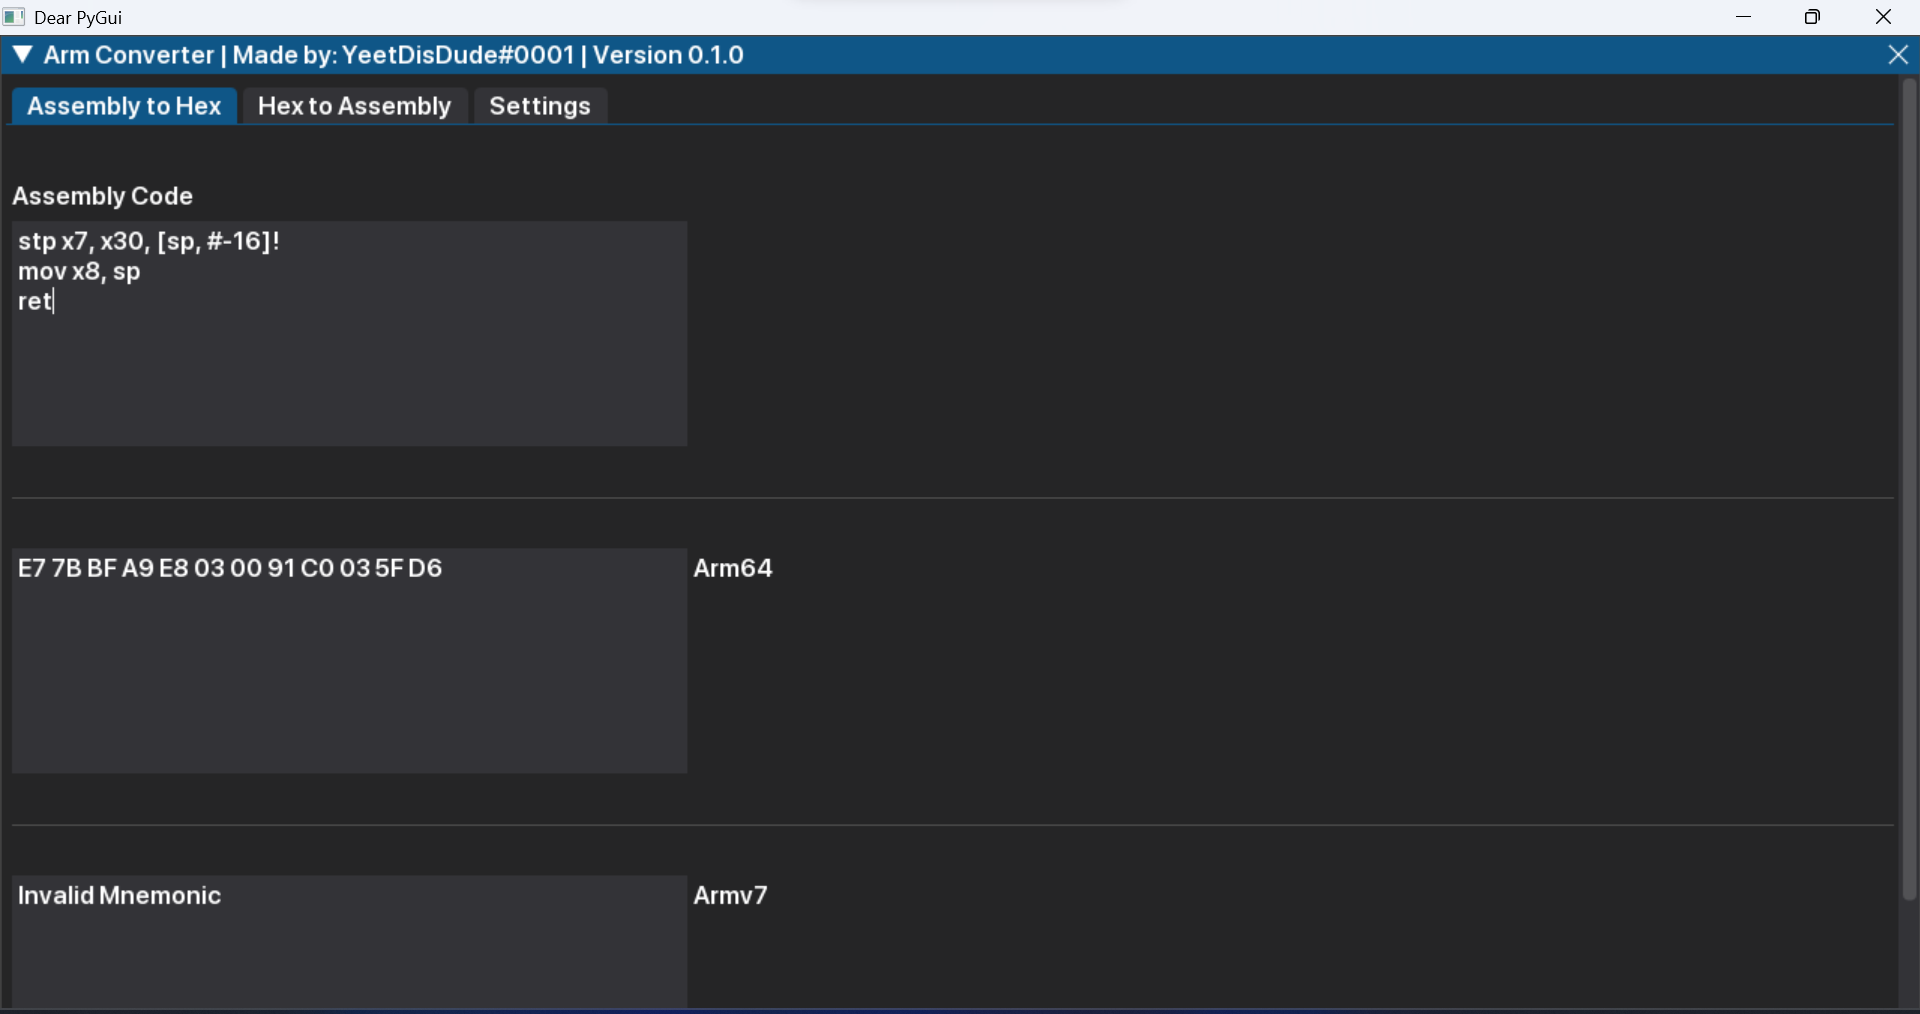 Dear PyGui
Arm Converter | Made by: YeetDisDude#0001 | Version 0.1.0
Assembly to Hex Hex to Assembly Settings
Assembly Code
stp x7, x30, [sp, #-16]!
mov x8, sp
ret
E7 7B BF A9 E8 03 00 91 C0 03 5F D6 Arm64
Invalid Mnemonic Armv7